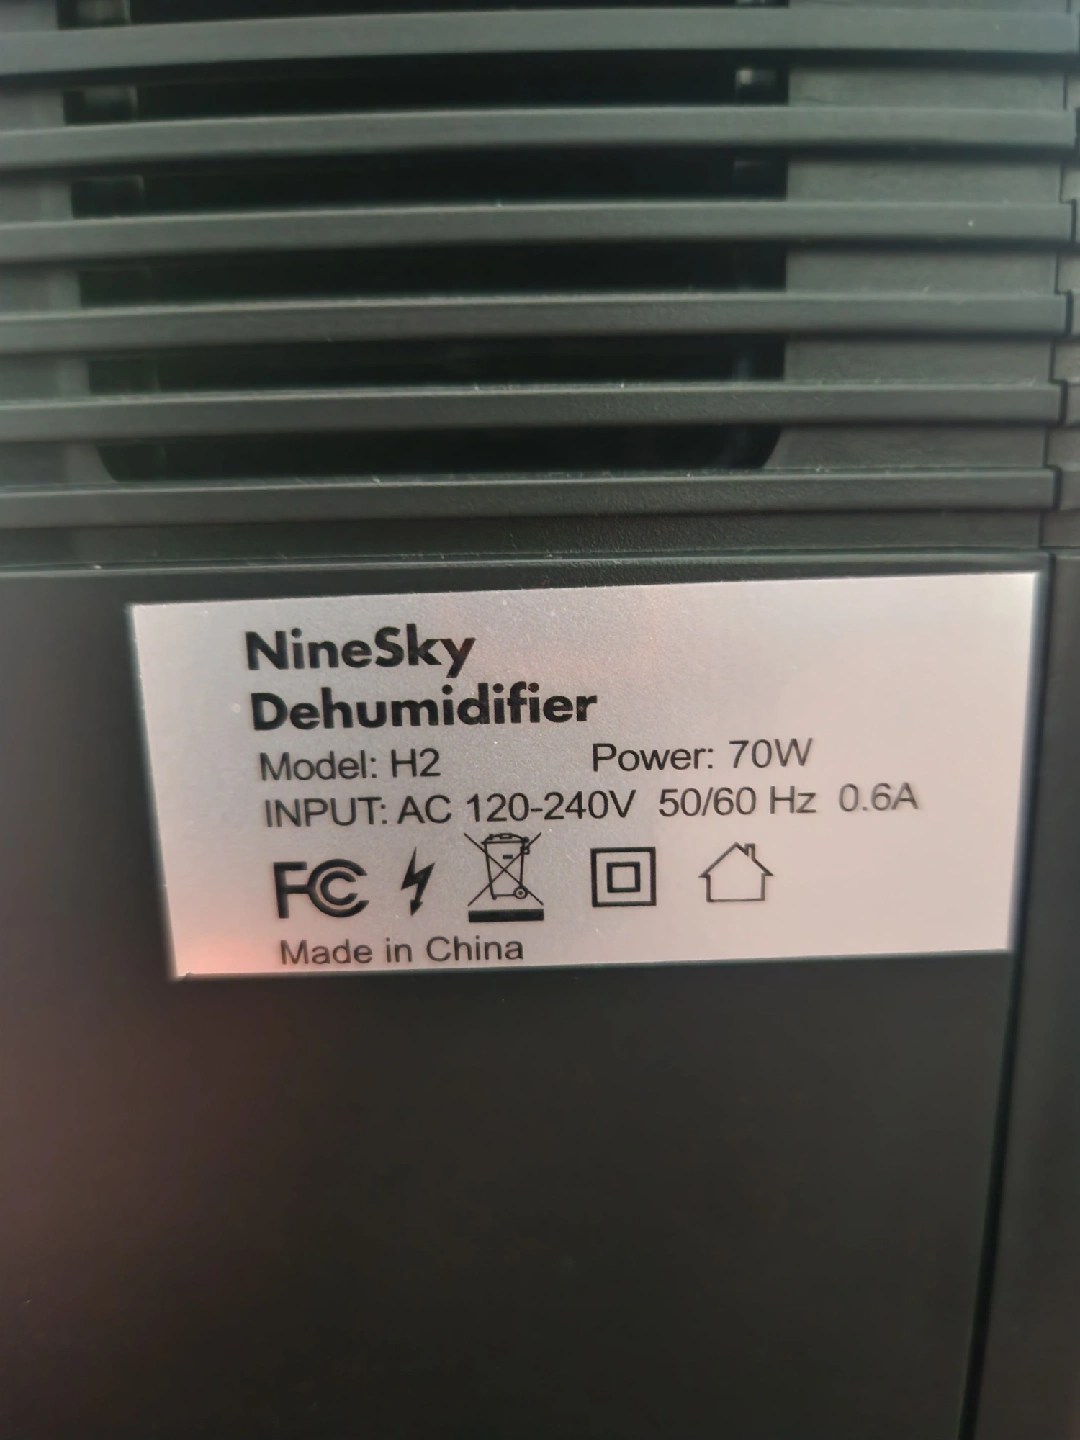 NineSky
Dehumidifier
Model: H2 Power: 70W
INPUT: AC 120-240V 50/60 Hz 0.6A
FC
Made in China